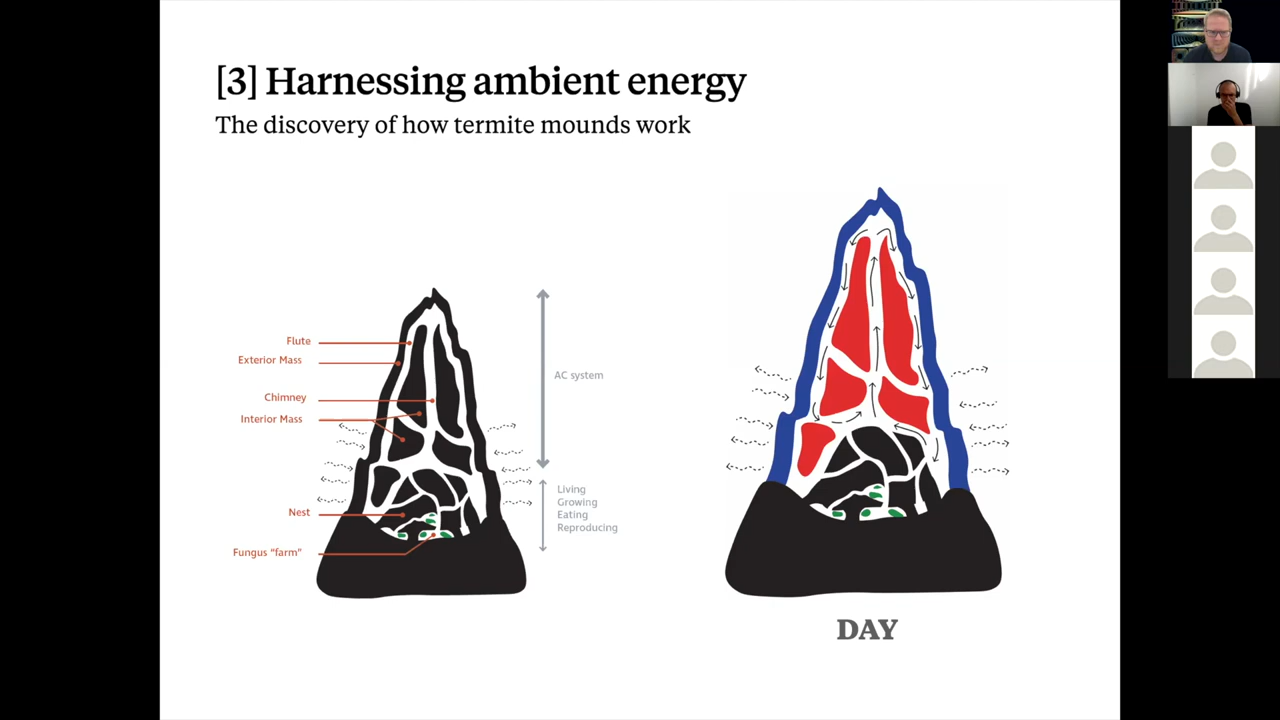 [3] Harnessing ambient energy
The discovery of how termite mounds work
Flute
Exterior Mass
Chimney
Interior Mass
Nest
Fungus “farm”
AC system
Living
Growing
Eating
Reproducing
DAY